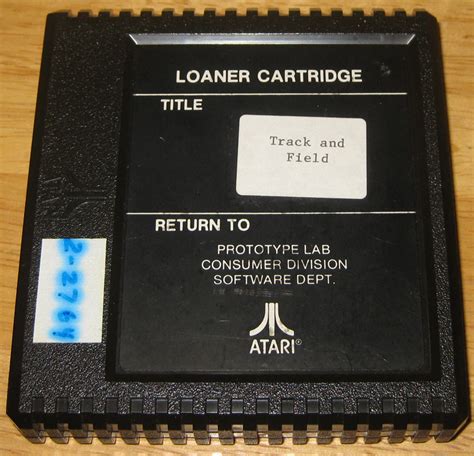 LOANER CARTRIDGE
TITLE
Track and
Field
RETURN TO
PROTOTYPE LAB
CONSUMER DIVISION
SOFTWARE DEPT.
ATARI®
2-2764